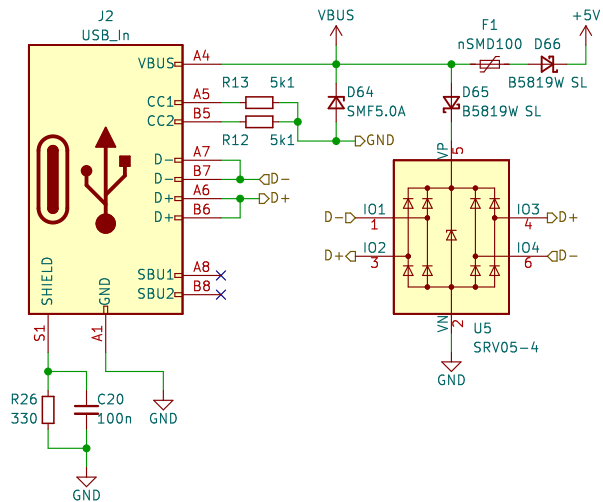 J2
USB_In
VBUS
A4
CC1
A5
CC2
B5
D-
A7
D-
B7
D+
A6
D+
B6
SBU1
A8
SBU2
B8
SHIELD
GND
S1
A1
R13 5k1
R12 5k1
D-
D+
VBUS
D64
SMF5.0A
GND
F1
nSMD100
D66
B5819W SL
+5V
D65
B5819W SL
VP
5
D-
IO1
1
D+
IO2
3
IO3
4
D+
IO4
6
D-
VN
2
U5
SRV05-4
GND
R26
330
C20
100n
GND
GND